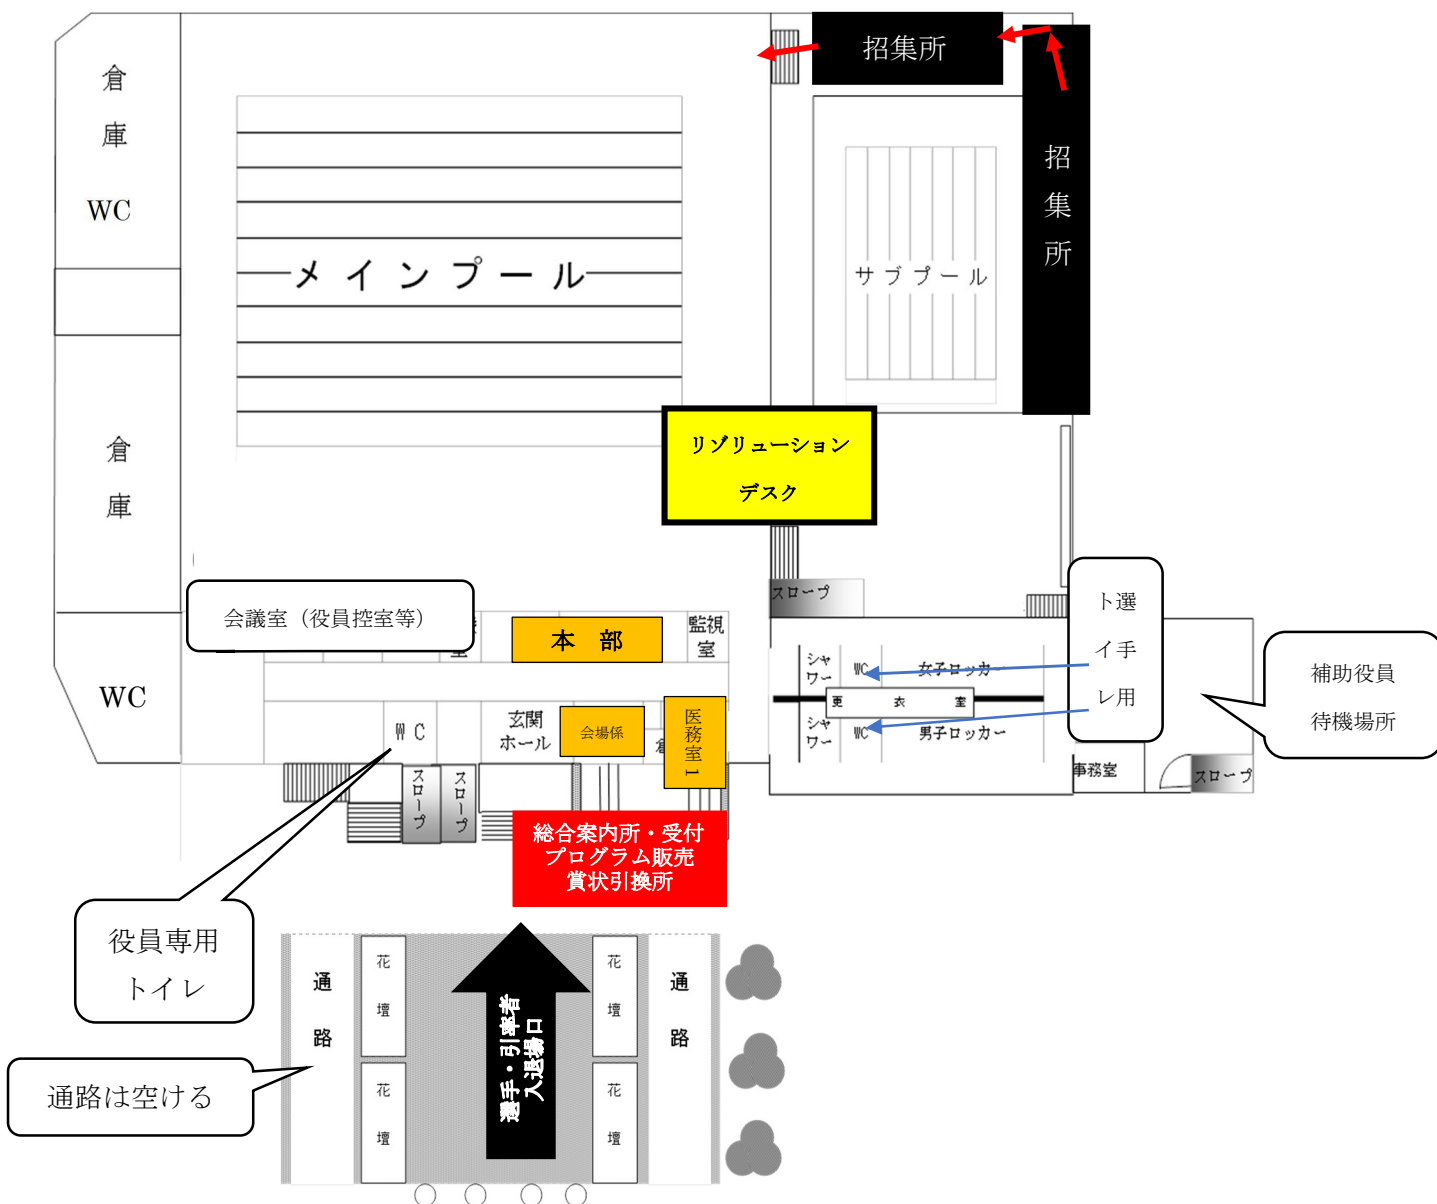 招集所
倉庫
WC
招集所
メインプール
サブプール
リゾリューション
デスク
倉庫
スロープ
会議室（役員控室等）
室
本 部
監視
室
選手用
トイレ
シャワー
WC
女子ロッカー
補助役員
待機場所
更衣室
WC
WC
玄関
ホール
会場係
医務室1
シャワー
WC
男子ロッカー
事務室
スロープ
スロープ
スロープ
総合案内所・受付
プログラム販売
賞状引換所
役員専用
トイレ
通路
花壇
選手・引率者
入退場口
花壇
通路
通路は空ける
花壇
花壇